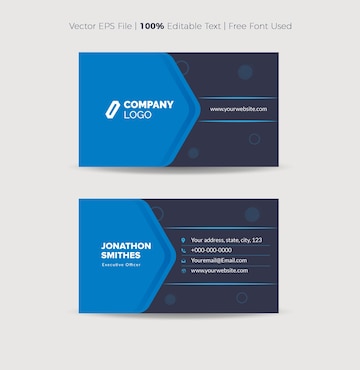 Vector EPS File | 100% Editable Text | Free Font Used
COMPANY
LOGO
www.yourwebsite.com
JONATHON
SMITHES
Executive Officer
Your address, state, city, 123
+000-000-0000
Youremail@Email.com
www.yourwebsite.com